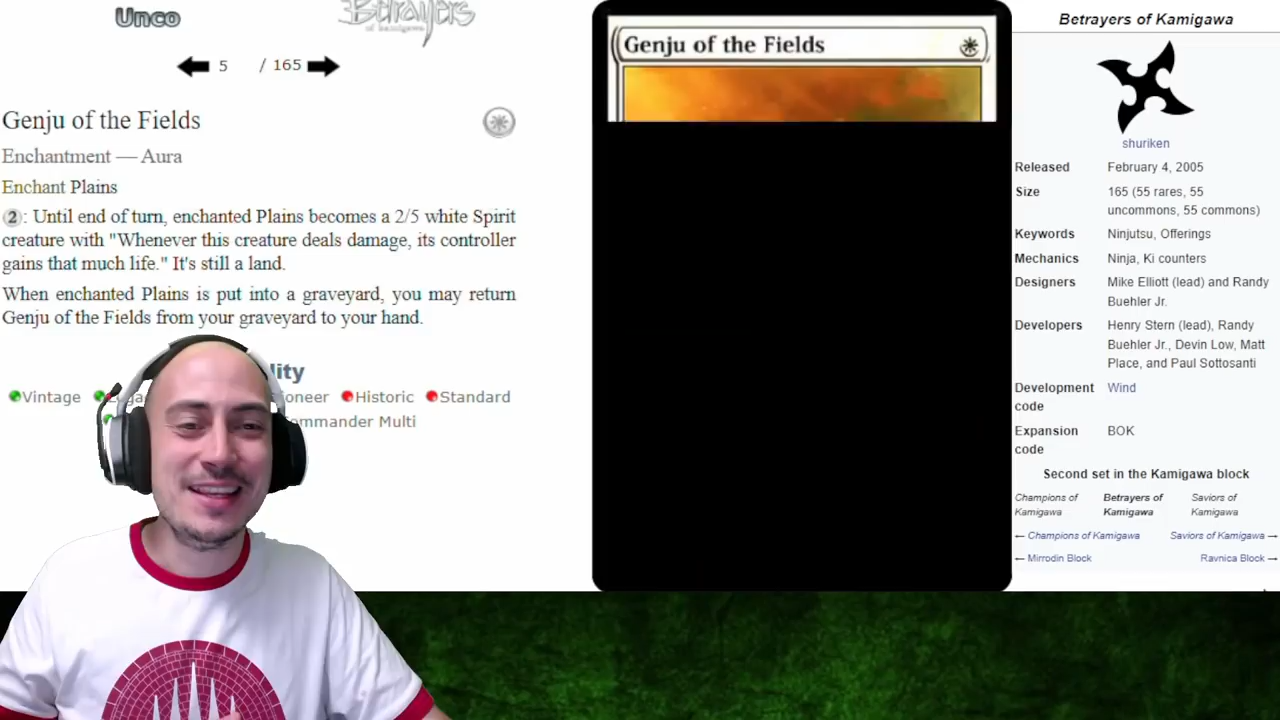 Unco
Betrayers
of kamigawa
5 / 165
Genju of the Fields
Enchantment — Aura
Enchant Plains
2: Until end of turn, enchanted Plains becomes a 2/5 white Spirit
creature with "Whenever this creature deals damage, its controller
gains that much life." It's still a land.
When enchanted Plains is put into a graveyard, you may return
Genju of the Fields from your graveyard to your hand.
lity
Vintage Historic Standard
ommander Multi
Genju of the Fields
Betrayers of Kamigawa
shuriken
Released February 4, 2005
Size 165 (55 rares, 55
uncommons, 55 commons)
Keywords Ninjutsu, Offerings
Mechanics Ninja, Ki counters
Designers Mike Elliott (lead) and Randy
Buehler Jr.
Developers Henry Stern (lead), Randy
Buehler Jr., Devin Low, Matt
Place, and Paul Sottosanti
Development Wind
code
Expansion BOK
code
Second set in the Kamigawa block
Champions of Betrayers of Saviors of
Kamigawa Kamigawa Kamigawa
← Champions of Kamigawa Saviors of Kamigawa →
← Mirrodin Block Ravnica Block →